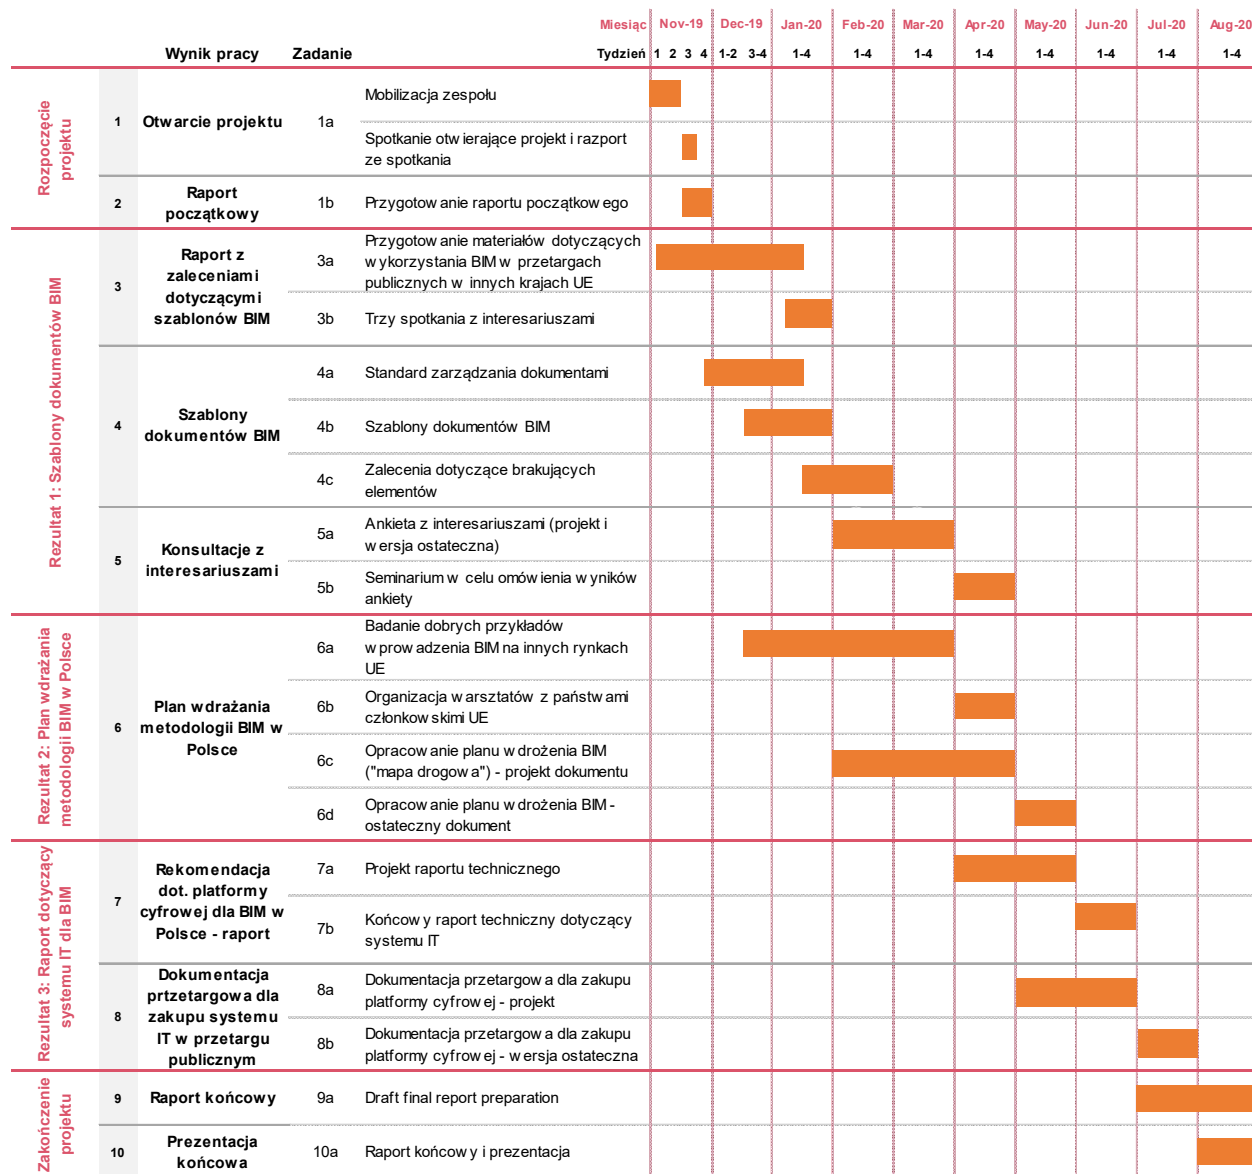 Miesiąc Nov-19 Dec-19 Jan-20 Feb-20 Mar-20 Apr-20 May-20 Jun-20 Jul-20 Aug-20
Wynik pracy Zadanie Tydzień 1 2 3 4 1-2 3-4 1-4 1-4 1-4 1-4 1-4 1-4 1-4 1-4
Rozpoczęcie
projektu
1 Otwarcie projektu 1a
Mobilizacja zespołu
Spotkanie otwierające projekt i razport
ze spotkania
2
Raport
początkowy
1b Przygotowanie raportu początkowego
Rezultat 1: Szablony dokumentów BIM
3
Raport z
zaleceniami
dotyczącymi
szablonów BIM
3a
Przygotowanie materiałów dotyczących
wykorzystania BIM w przetargach
publicznych w innych krajach UE
3b Trzy spotkania z interesariuszami
4
Szablony
dokumentów BIM
4a Standard zarządzania dokumentami
4b Szablony dokumentów BIM
4c
Zalecenia dotyczące brakujących
elementów
5
Konsultacje z
interesariuszami
5a
Ankieta z interesariuszami (projekt i
wersja ostateczna)
5b
Seminarium w celu omówienia wyników
ankiety
Rezultat 2: Plan wdrażania
metodologii BIM w Polsce
6
Plan wdrażania
metodologii BIM w
Polsce
6a
Badanie dobrych przykładów
wprowadzenia BIM na innych rynkach
UE
6b
Organizacja warsztatów z państwami
członkowskimi UE
6c
Opracowanie planu wdrożenia BIM
("mapa drogowa") - projekt dokumentu
6d
Opracowanie planu wdrożenia BIM -
ostateczny dokument
Rezultat 3: Raport dotyczący
systemu IT dla BIM
7
Rekomendacja
dot. platformy
cyfrowej dla BIM w
Polsce - raport
7a Projekt raportu technicznego
7b
Końcowy raport techniczny dotyczący
systemu IT
8
Dokumentacja
prtzetargowa dla
zakupu systemu
IT w przetargu
publicznym
8a
Dokumentacja przetargowa dla zakupu
platformy cyfrowej - projekt
8b
Dokumentacja przetargowa dla zakupu
platformy cyfrowej - wersja ostateczna
Zakończenie
projektu
9 Raport końcowy 9a Draft final report preparation
10
Prezentacja
końcowa
10a Raport końcowy i prezentacja